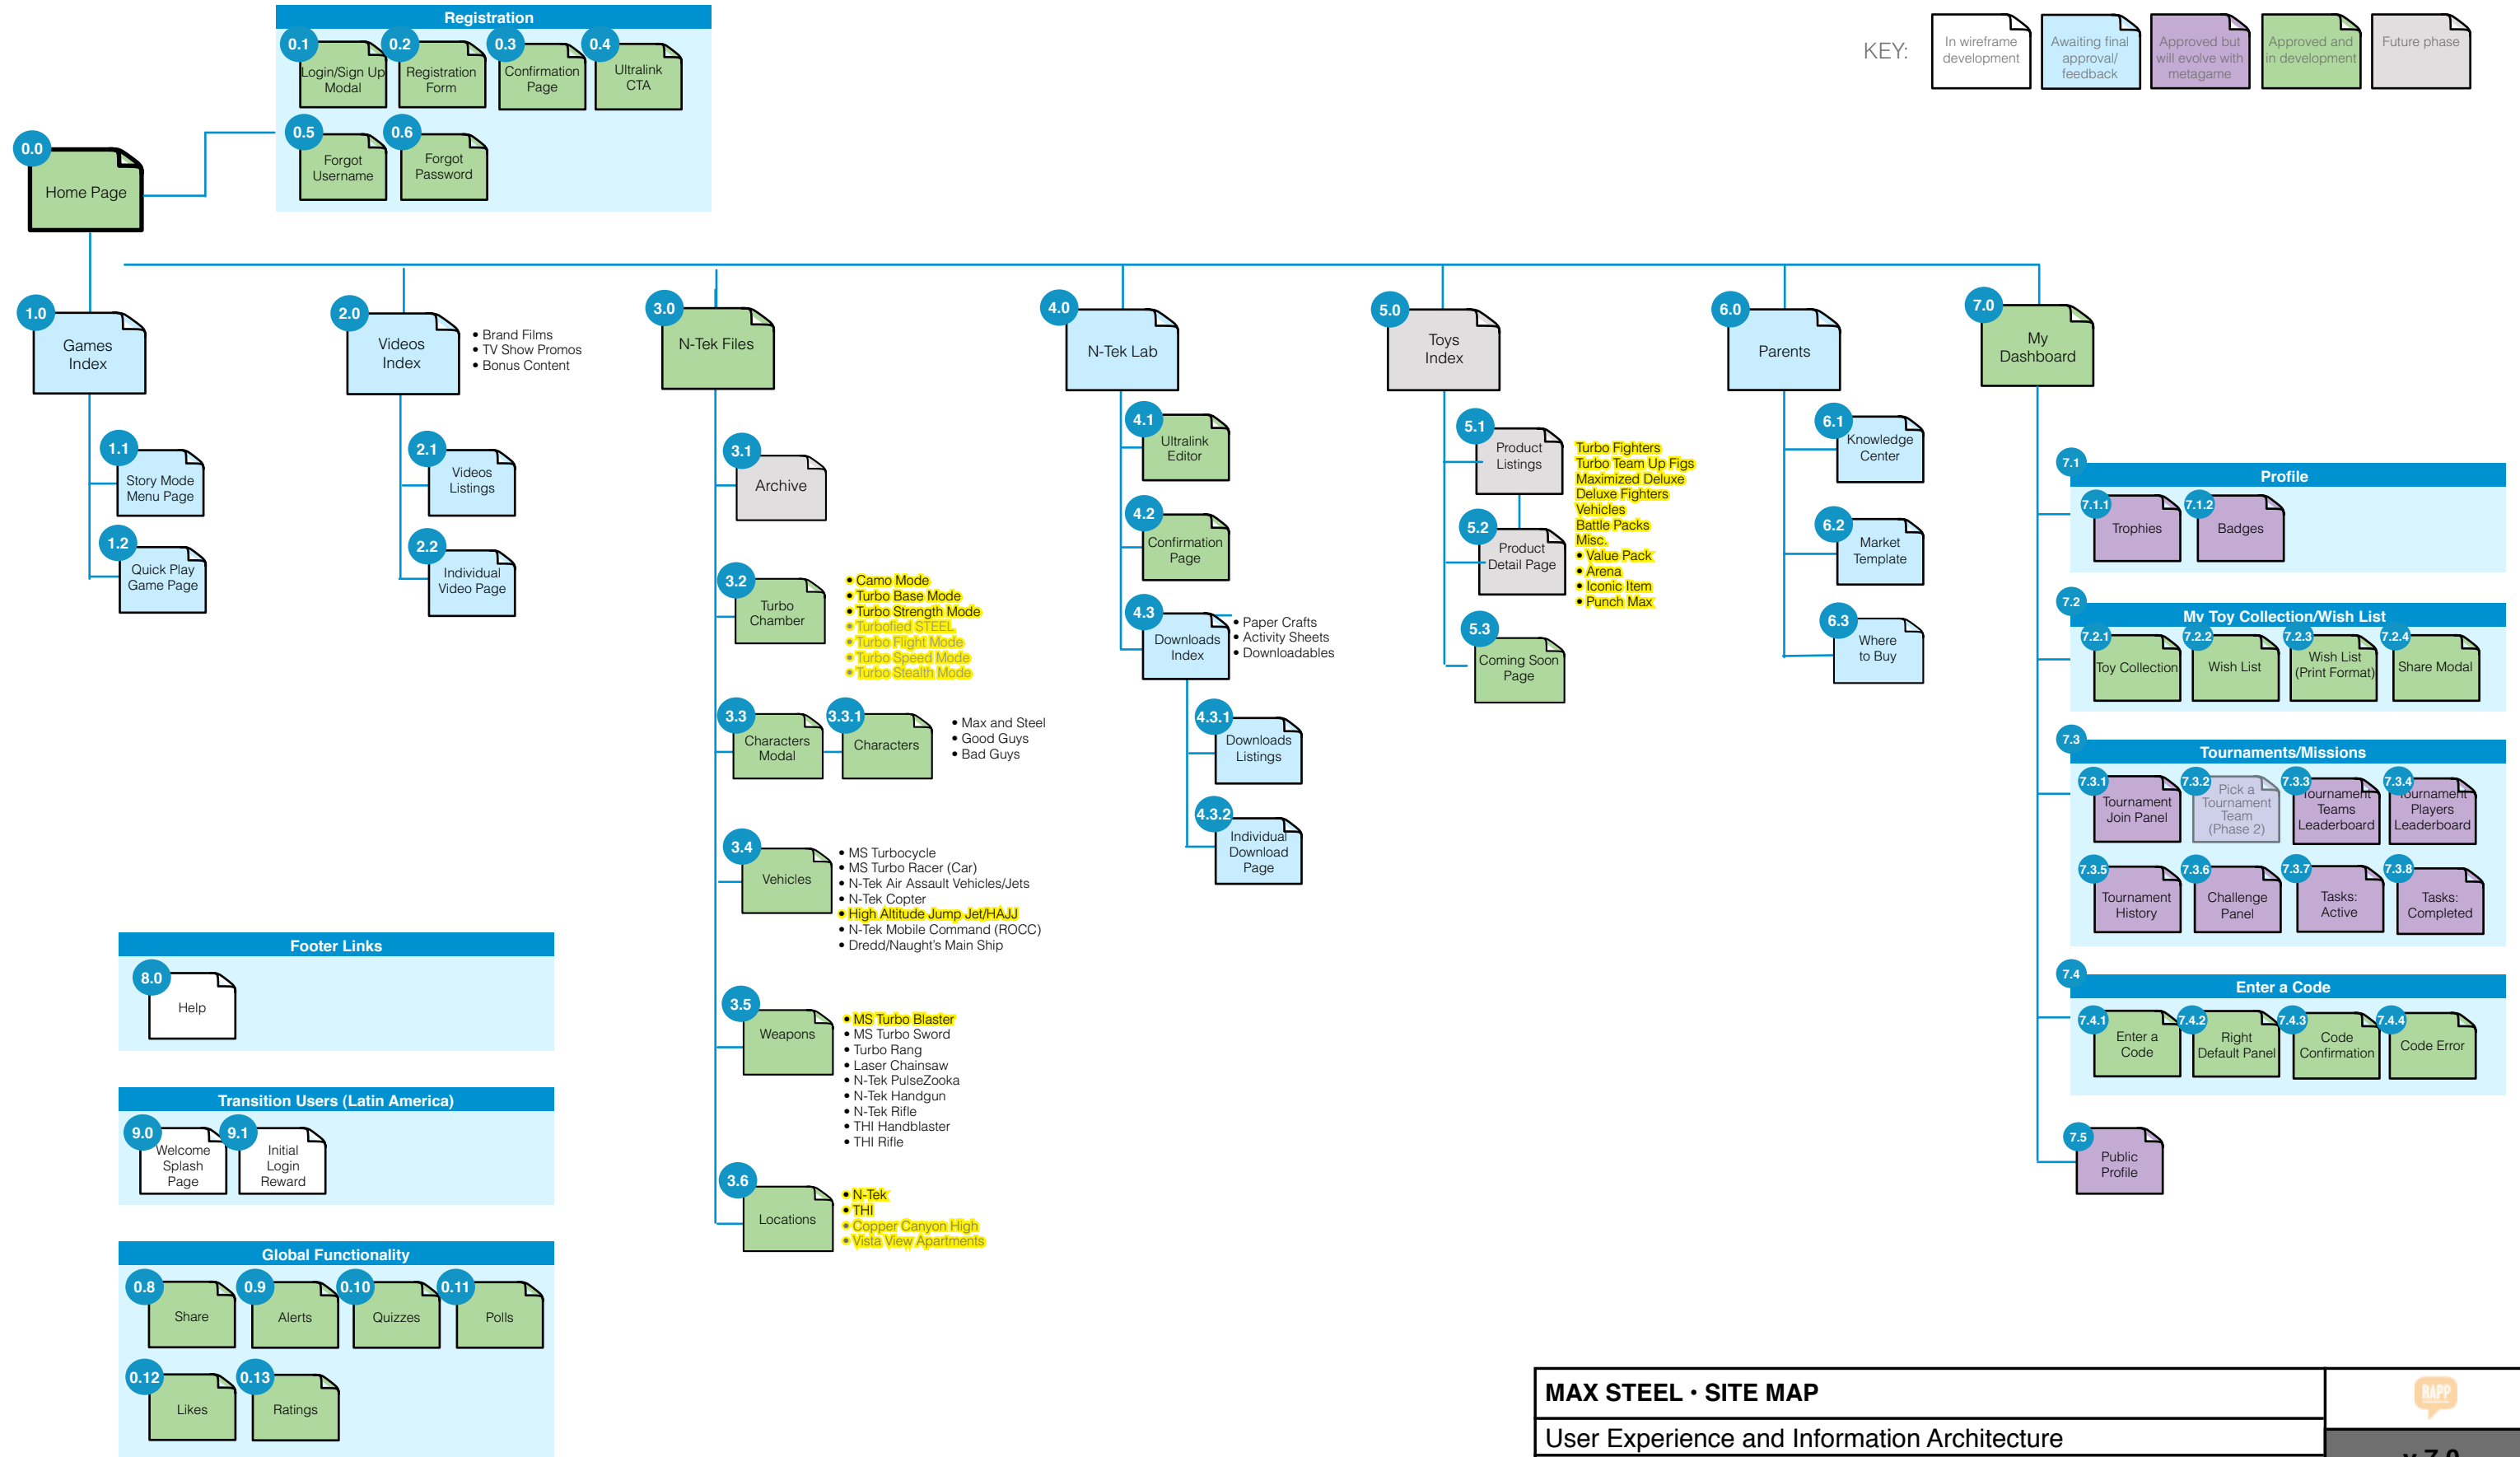 Registration
0.1
Login/Sign Up
Modal
0.2
Registration
Form
0.3
Confirmation
Page
0.4
Ultralink
CTA
0.5
Forgot
Username
0.6
Forgot
Password
KEY:
In wireframe
development
Awaiting final
approval/
feedback
Approved but
will evolve with
metagame
Approved and
in development
Future phase
0.0
Home Page
1.0
Games
Index
1.1
Story Mode
Menu Page
1.2
Quick Play
Game Page
2.0
Videos
Index
• Brand Films
• TV Show Promos
• Bonus Content
2.1
Videos
Listings
2.2
Individual
Video Page
3.0
N-Tek Files
3.1
Archive
3.2
Turbo
Chamber
• Camo Mode
• Turbo Base Mode
• Turbo Strength Mode
• Turbofied STEEL
• Turbo Flight Mode
• Turbo Speed Mode
• Turbo Stealth Mode
3.3
Characters
Modal
3.3.1
Characters
• Max and Steel
• Good Guys
• Bad Guys
3.4
Vehicles
• MS Turbocycle
• MS Turbo Racer (Car)
• N-Tek Air Assault Vehicles/Jets
• N-Tek Copter
• High Altitude Jump Jet/HAJJ
• N-Tek Mobile Command (ROCC)
• Dredd/Naught's Main Ship
3.5
Weapons
• MS Turbo Blaster
• MS Turbo Sword
• Turbo Rang
• Laser Chainsaw
• N-Tek PulseZooka
• N-Tek Handgun
• N-Tek Rifle
• THI Handblaster
• THI Rifle
3.6
Locations
• N-Tek
• THI
• Copper Canyon High
• Vista View Apartments
4.0
N-Tek Lab
4.1
Ultralink
Editor
4.2
Confirmation
Page
4.3
Downloads
Index
• Paper Crafts
• Activity Sheets
• Downloadables
4.3.1
Downloads
Listings
4.3.2
Individual
Download
Page
5.0
Toys
Index
5.1
Product
Listings
5.2
Product
Detail Page
Turbo Fighters
Turbo Team Up Figs
Maximized Deluxe
Deluxe Fighters
Vehicles
Battle Packs
Misc.
• Value Pack
• Arena
• Iconic Item
• Punch Max
5.3
Coming Soon
Page
6.0
Parents
6.1
Knowledge
Center
6.2
Market
Template
6.3
Where
to Buy
7.0
My
Dashboard
7.1
Profile
7.1.1
Trophies
7.1.2
Badges
7.2
My Toy Collection/Wish List
7.2.1
Toy Collection
7.2.2
Wish List
7.2.3
Wish List
(Print Format)
7.2.4
Share Modal
7.3
Tournaments/Missions
7.3.1
Tournament
Join Panel
7.3.2
Pick a
Tournament
Team
(Phase 2)
7.3.3
Tournament
Teams
Leaderboard
7.3.4
Tournament
Players
Leaderboard
7.3.5
Tournament
History
7.3.6
Challenge
Panel
7.3.7
Tasks:
Active
7.3.8
Tasks:
Completed
7.4
Enter a Code
7.4.1
Enter a
Code
7.4.2
Right
Default Panel
7.4.3
Code
Confirmation
7.4.4
Code Error
7.5
Public
Profile
Footer Links
8.0
Help
Transition Users (Latin America)
9.0
Welcome
Splash
Page
9.1
Initial
Login
Reward
Global Functionality
0.8
Share
0.9
Alerts
0.10
Quizzes
0.11
Polls
0.12
Likes
0.13
Ratings
MAX STEEL • SITE MAP
RAPP
User Experience and Information Architecture
v 7.0